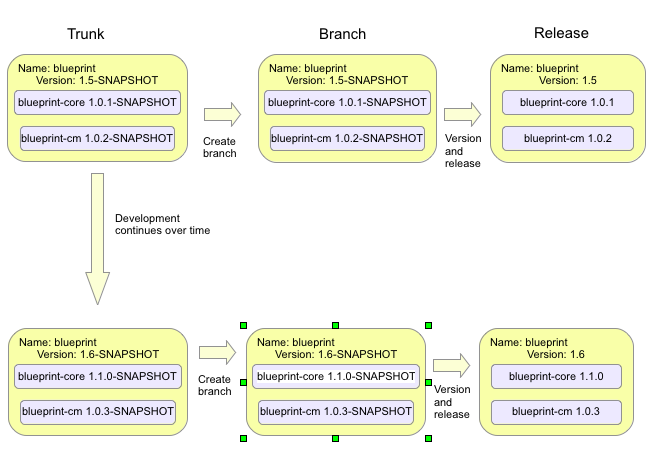 Trunk
Branch
Release
Name: blueprint
Version: 1.5-SNAPSHOT
blueprint-core 1.0.1-SNAPSHOT
blueprint-cm 1.0.2-SNAPSHOT
Create
branch
Name: blueprint
Version: 1.5-SNAPSHOT
blueprint-core 1.0.1-SNAPSHOT
blueprint-cm 1.0.2-SNAPSHOT
Version
and
release
Name: blueprint
Version: 1.5
blueprint-core 1.0.1
blueprint-cm 1.0.2
Development
continues over time
Name: blueprint
Version: 1.6-SNAPSHOT
blueprint-core 1.1.0-SNAPSHOT
blueprint-cm 1.0.3-SNAPSHOT
Create
branch
Name: blueprint
Version: 1.6-SNAPSHOT
blueprint-core 1.1.0-SNAPSHOT
blueprint-cm 1.0.3-SNAPSHOT
Version
and
release
Name: blueprint
Version: 1.6
blueprint-core 1.1.0
blueprint-cm 1.0.3